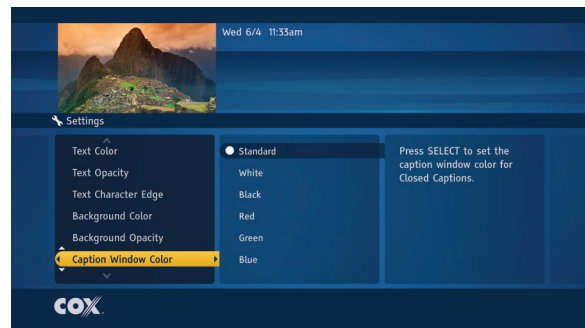 Wed 6/4 11:33am
Settings
Text Color
Text Opacity
Text Character Edge
Background Color
Background Opacity
Caption Window Color
Standard
White
Black
Red
Green
Blue
Press SELECT to set the
caption window color for
Closed Captions.
COX